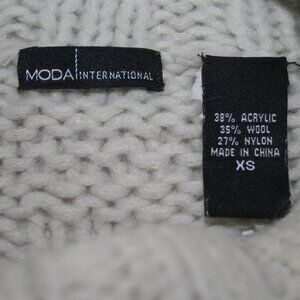 MODA INTERNATIONAL
38% ACRYLIC
35% WOOL
27% NYLON
MADE IN CHINA
XS